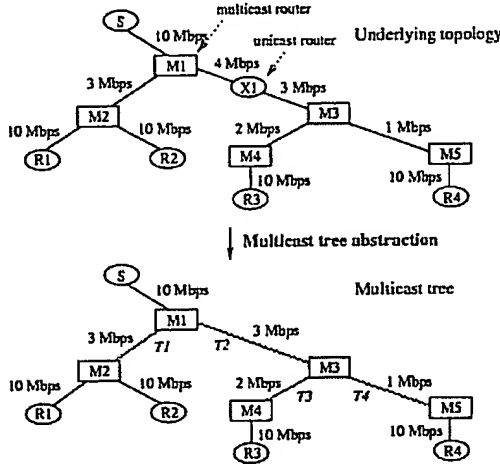 multicast router
S
10 Mbps
unicast router
Underlying topology
M1
4 Mbps
X1
3 Mbps
3 Mbps
M2
M3
10 Mbps
10 Mbps
2 Mbps
1 Mbps
R1
R2
M4
M5
10 Mbps
10 Mbps
R3
R4
Multicast tree abstraction
S
10 Mbps
Multicast tree
M1
3 Mbps
3 Mbps
T1
T2
M2
M3
10 Mbps
10 Mbps
2 Mbps
T3
T4
1 Mbps
R1
R2
M4
M5
10 Mbps
10 Mbps
R3
R4